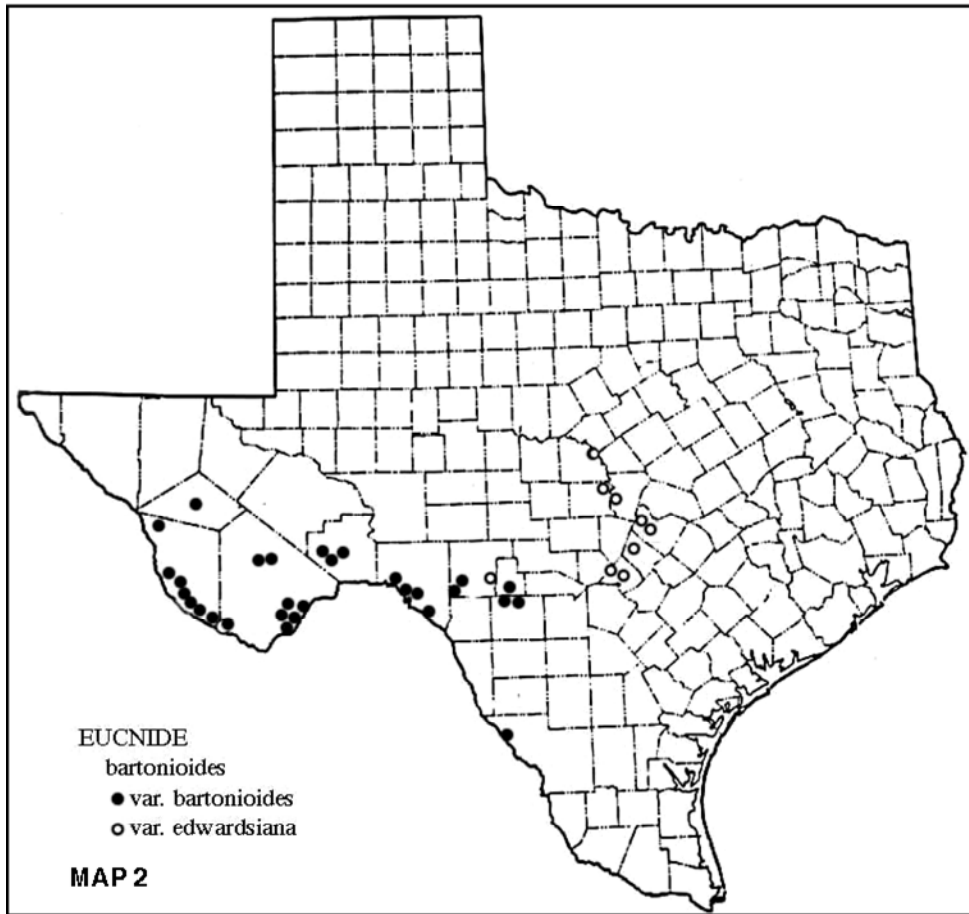 EUCNIDE
bartonioides
var. bartonioides
var. edwardsiana
MAP 2